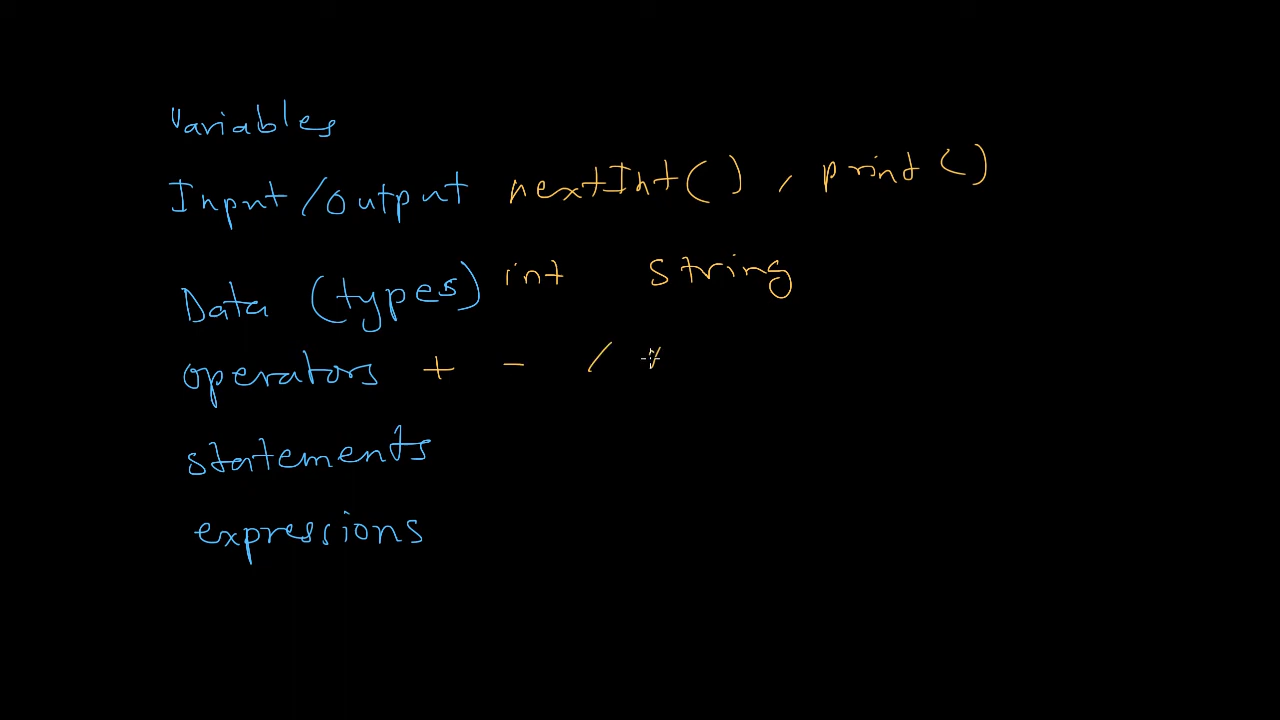 Variables
Input/output nextInt() , print()
Data (types) int string
operators + - / *
statements
expressions